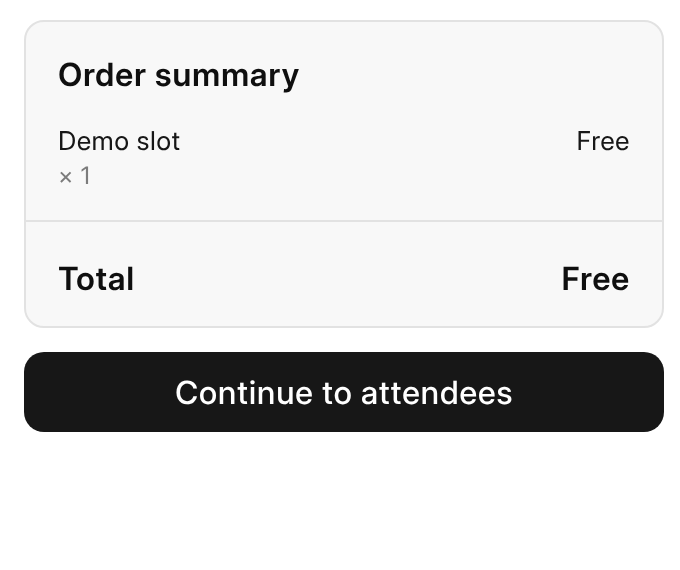 Order summary
Demo slot Free
× 1
Total Free
Continue to attendees